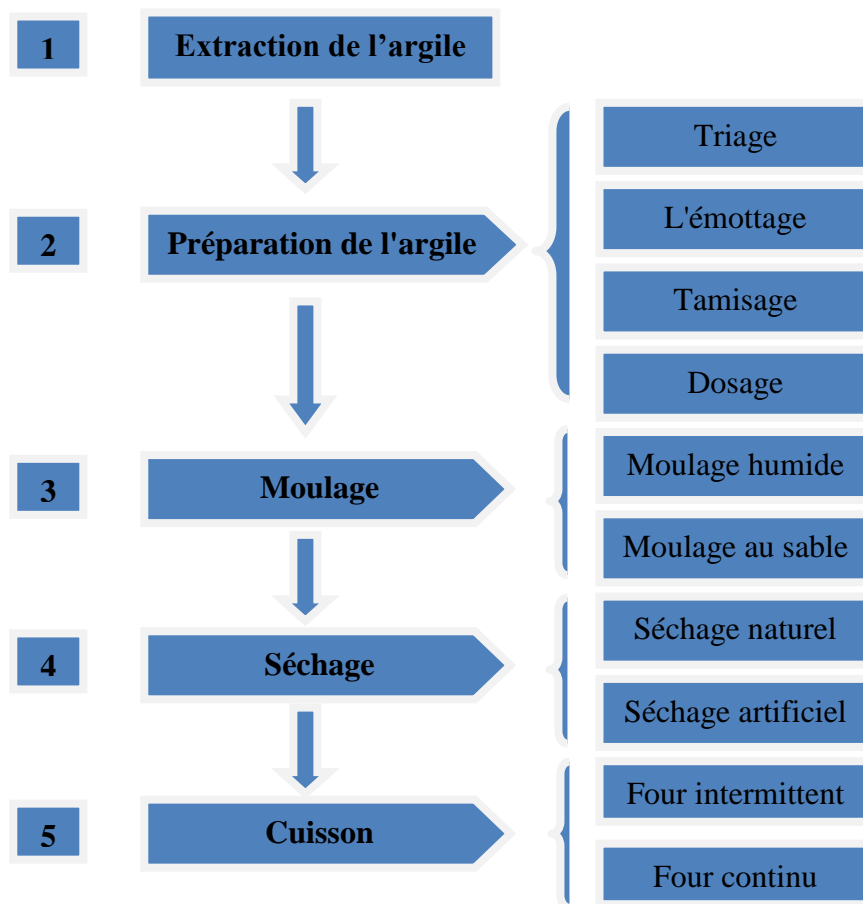 1
Extraction de l’argile
2
Préparation de l'argile
Triage
L'émottage
Tamisage
Dosage
3
Moulage
Moulage humide
Moulage au sable
4
Séchage
Séchage naturel
Séchage artificiel
5
Cuisson
Four intermittent
Four continu